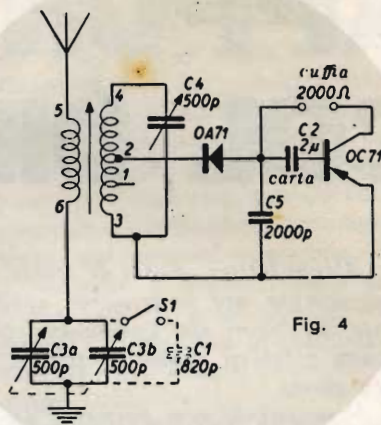 5
4
C4
500p
cuffia
2000Ω
2
OA71
C2
2µ
OC71
1
carta
6
3
C5
2000p
S1
Fig. 4
C3a
500p
C3b
500p
C1
820p